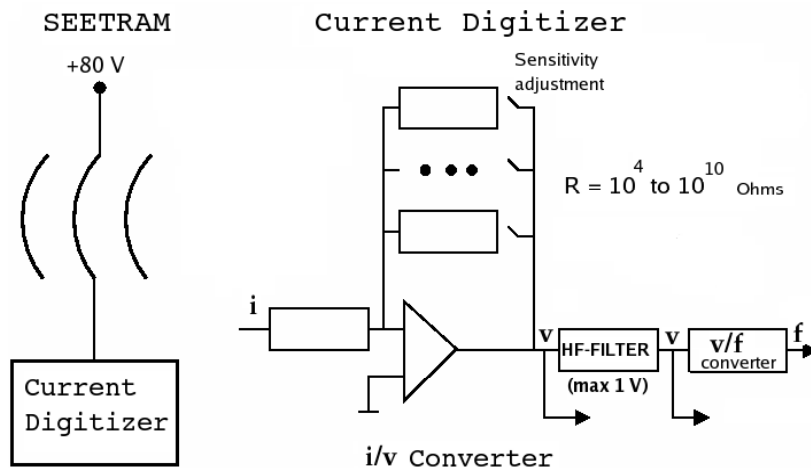 SEETRAM
Current Digitizer
+80 V
Sensitivity
adjustment
R = 10^4 to 10^10 Ohms
i
v
HF-FILTER
(max 1 V)
v
v/f
converter
f
Current
Digitizer
i/v Converter